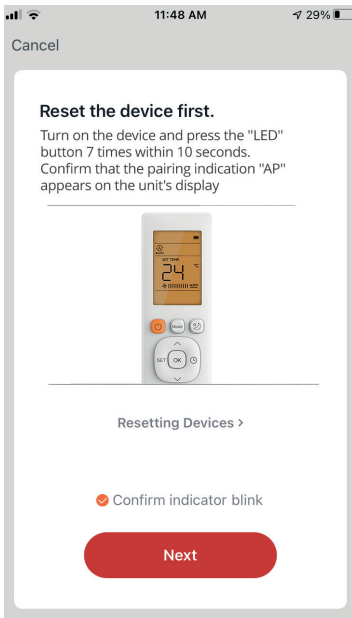 11:48 AM
29%
Cancel
Reset the device first.
Turn on the device and press the "LED"
button 7 times within 10 seconds.
Confirm that the pairing indication "AP"
appears on the unit's display
AUTO
SET TEMP
24 °C
Mode
SET
OK
Resetting Devices >
Confirm indicator blink
Next